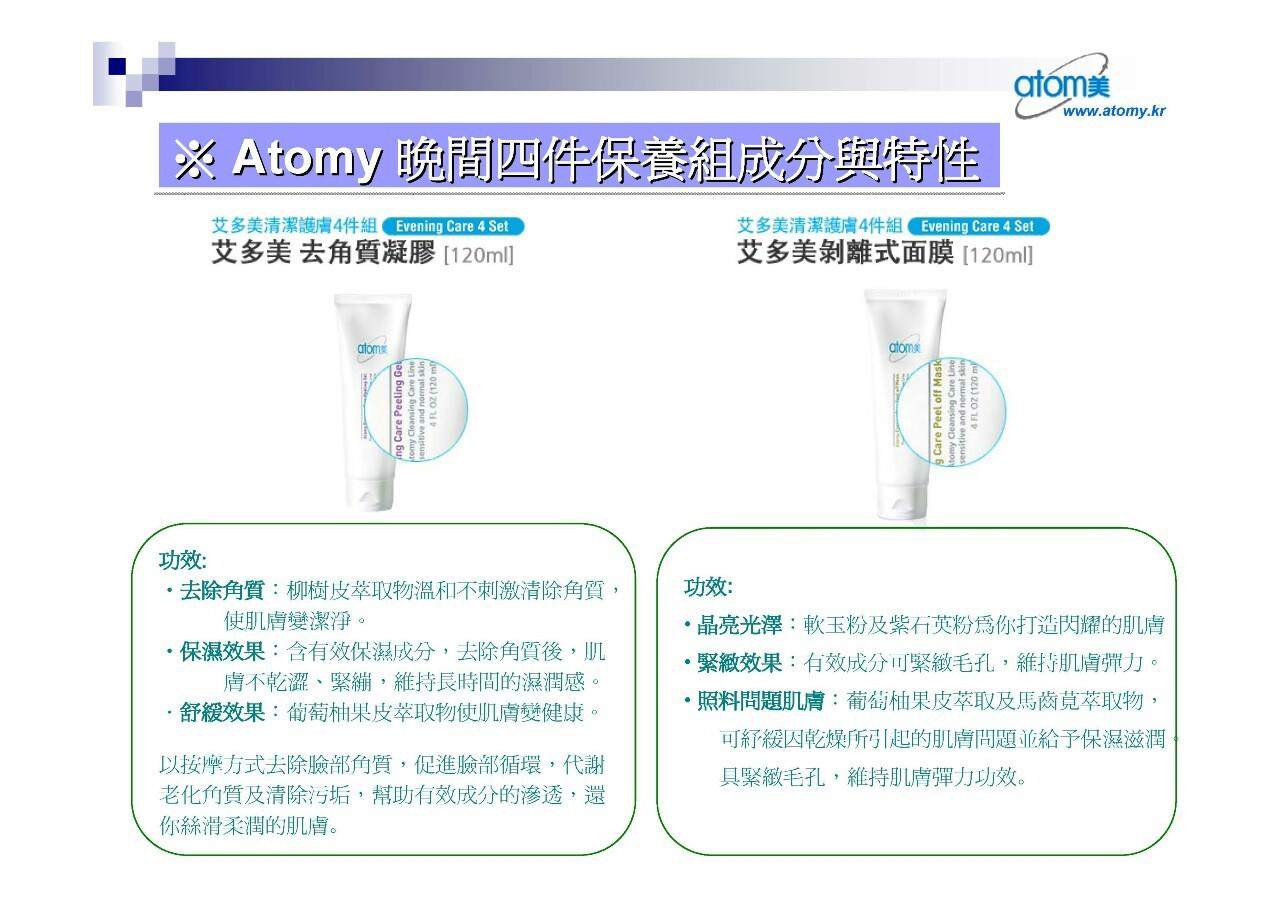 atom美
www.atomy.kr
※ Atomy 晚間四件保養組成分與特性
艾多美清潔護膚4件組 Evening Care 4 Set
艾多美 去角質凝膠 [120ml]
atom美
ng Care Peeling Gel
tomy Cleansing Care Line
sensitive and normal skin
4 FL OZ (120 ml)
功效:
・去除角質：柳樹皮萃取物溫和不刺激清除角質，
使肌膚變潔淨。
・保濕效果：含有效保濕成分，去除角質後，肌
膚不乾澀、緊繃，維持長時間的濕潤感。
・舒緩效果：葡萄柚果皮萃取物使肌膚變健康。
以按摩方式去除臉部角質，促進臉部循環，代謝
老化角質及清除污垢，幫助有效成分的滲透，還
你絲滑柔潤的肌膚。
艾多美清潔護膚4件組 Evening Care 4 Set
艾多美剝離式面膜 [120ml]
atom美
g Care Peel off Mask
tomy Cleansing Care Line
sensitive and normal skin
4 FL OZ (120 ml)
功效:
・晶亮光澤：軟玉粉及紫石英粉為你打造閃耀的肌膚
・緊緻效果：有效成分可緊緻毛孔，維持肌膚彈力。
・照料問題肌膚：葡萄柚果皮萃取及馬齒莧萃取物，
可紓緩因乾燥所引起的肌膚問題並給予保濕滋潤。
具緊緻毛孔，維持肌膚彈力功效。